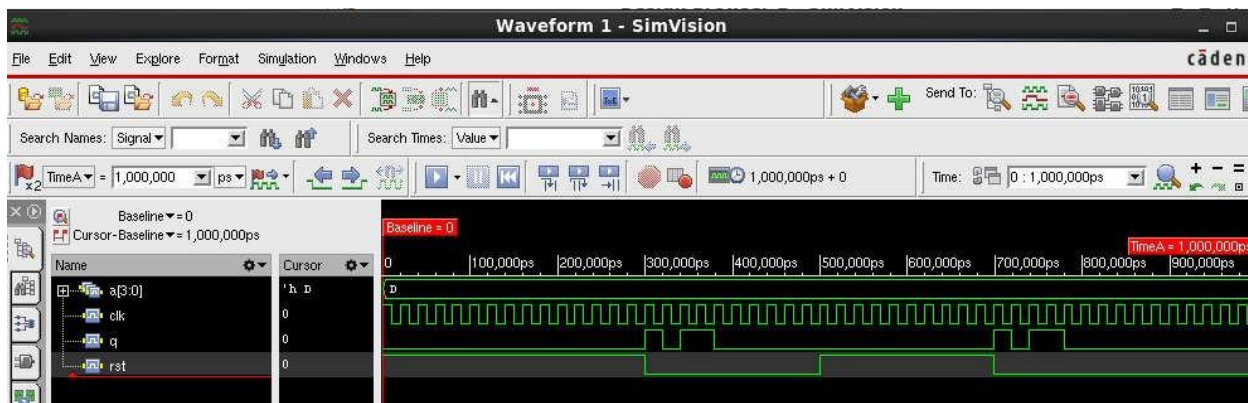 Waveform 1 - SimVision
File Edit View Explore Format Simulation Windows Help
cāden
Send To:
Search Names: Signal
Search Times: Value
x2 TimeA = 1,000,000 ps
1,000,000ps + 0
Time: 0 : 1,000,000ps
Baseline = 0
Cursor-Baseline = 1,000,000ps
Baseline = 0
TimeA = 1,000,000ps
Name Cursor
0 100,000ps 200,000ps 300,000ps 400,000ps 500,000ps 600,000ps 700,000ps 800,000ps 900,000ps
a[3:0] 'h D D
clk 0
q 0
rst 0